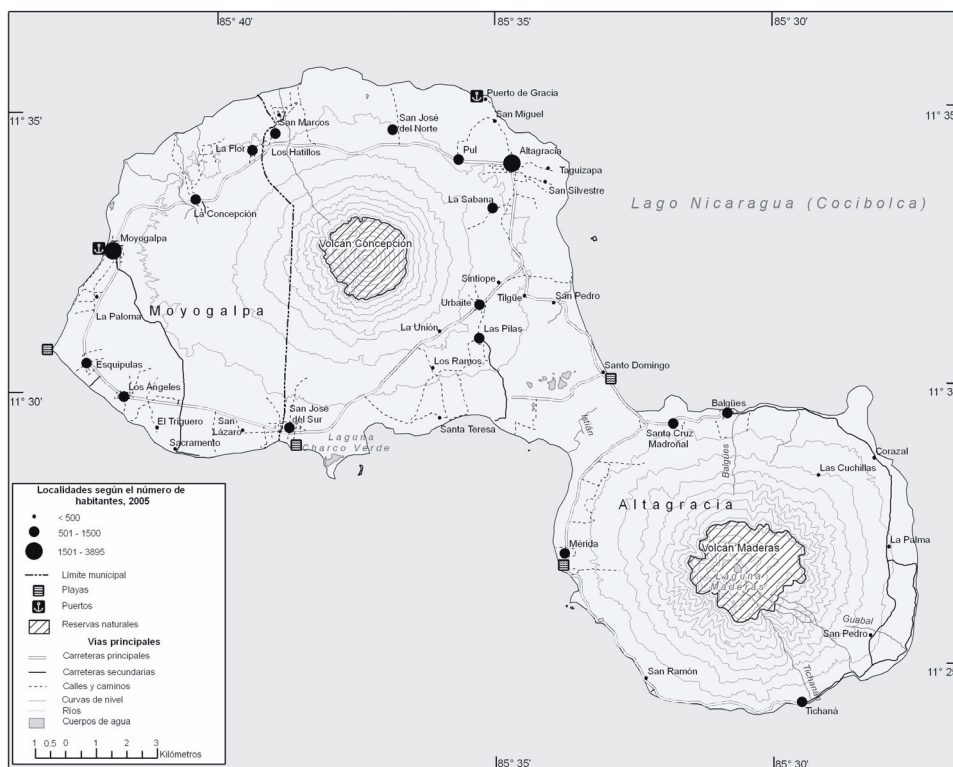 85° 40'
85° 35'
85° 30'
11° 35'
11° 35'
Puerto de Gracia
San Miguel
San Marcos
San José
del Norte
La Flor
Los Hatillos
Pul
Altagracia
Taguizapa
San Silvestre
La Concepción
La Sabana
Lago Nicaragua (Cocibolca)
Moyogalpa
Volcán Concepción
Sintiope
Moyogalpa
La Paloma
Urbaite
Tilgue
San Pedro
La Unión
Las Pilas
Esquipulas
Los Ramos
Santo Domingo
11° 30'
11° 30'
Los Ángeles
El Triguero
San
Lázaro
San José
del Sur
Sacramento
Laguna
Charco Verde
Santa Teresa
Istián
Balgües
Santa Cruz
Madroñal
Balgües
Corazal
Las Cuchillas
Altagracia
Mérida
Volcán Maderas
Laguna
Maderas
La Palma
Guabal
San Pedro
San Ramón
Tichaná
Tichaná
11° 25'
85° 35'
85° 30'
Localidades según el número de
habitantes, 2005
< 500
501 - 1500
1501 - 3895
Límite municipal
Playas
Puertos
Reservas naturales
Vías principales
Carreteras principales
Carreteras secundarias
Calles y caminos
Curvas de nivel
Ríos
Cuerpos de agua
1 0.5 0 1 2 3
Kilómetros